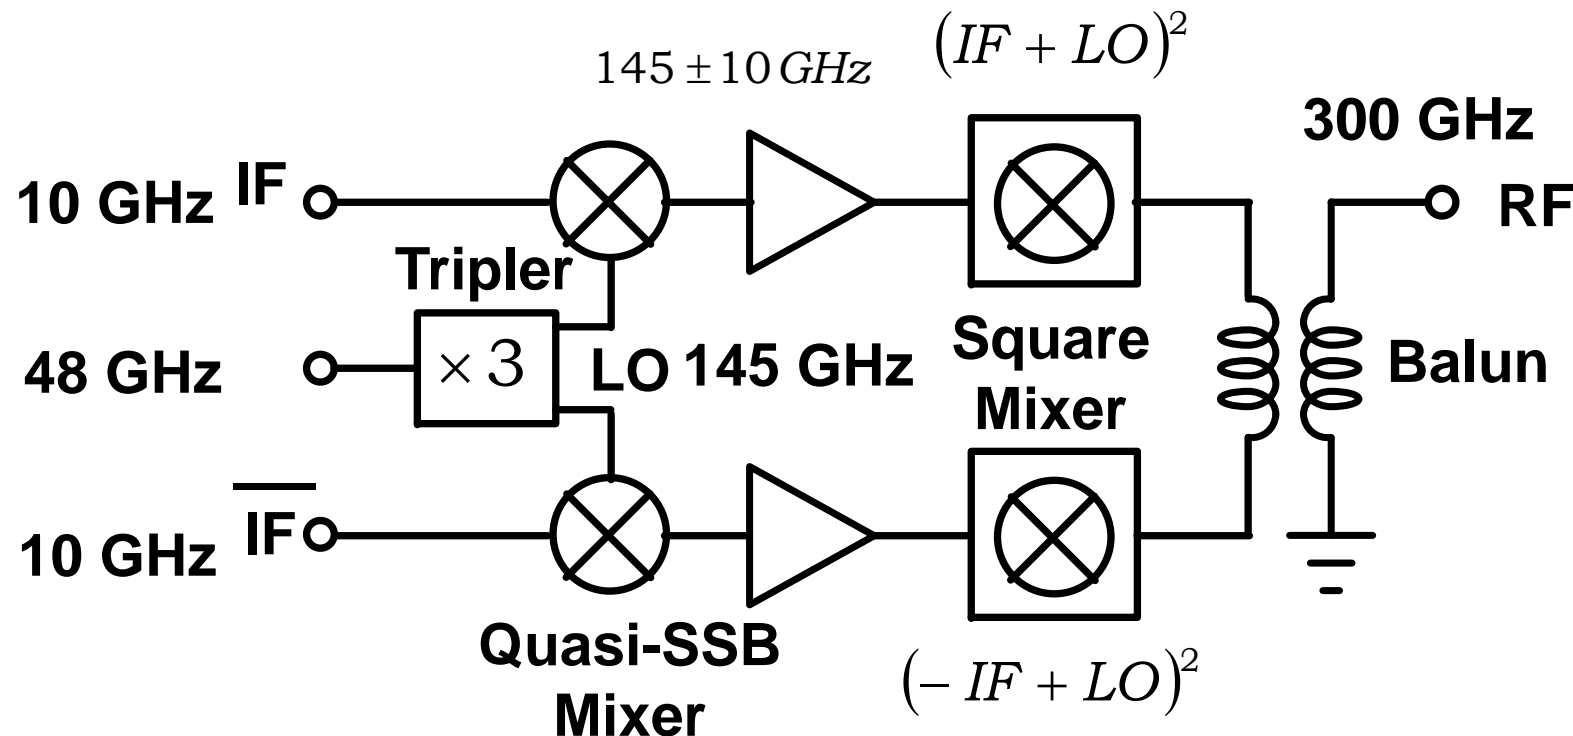 145 ± 10 GHz
(IF + LO)²
300 GHz
10 GHz IF
RF
Tripler
× 3
48 GHz
LO 145 GHz
Square
Mixer
Balun
10 GHz I̅F̅
Quasi-SSB
Mixer
(− IF + LO)²